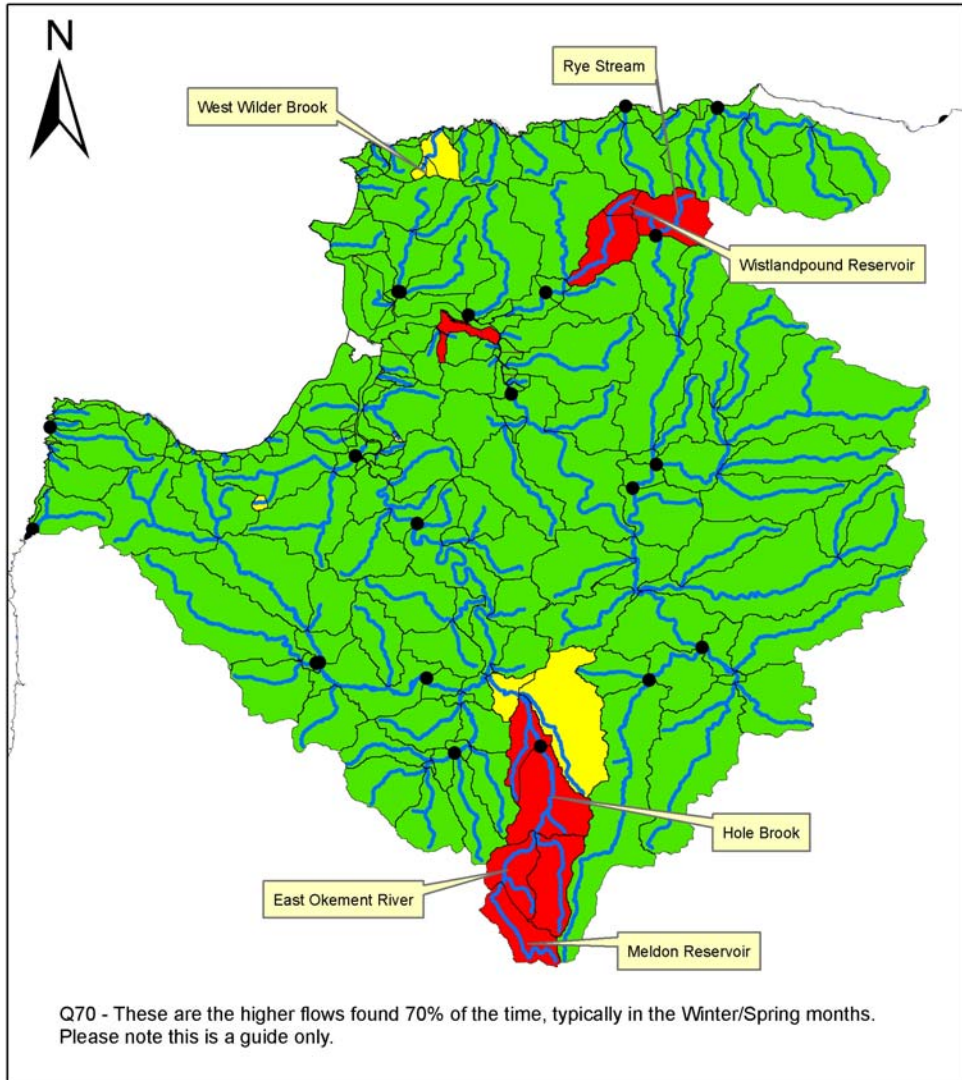 N
Rye Stream
West Wilder Brook
Wistlandpound Reservoir
Hole Brook
East Okement River
Meldon Reservoir
Q70 - These are the higher flows found 70% of the time, typically in the Winter/Spring months.
Please note this is a guide only.